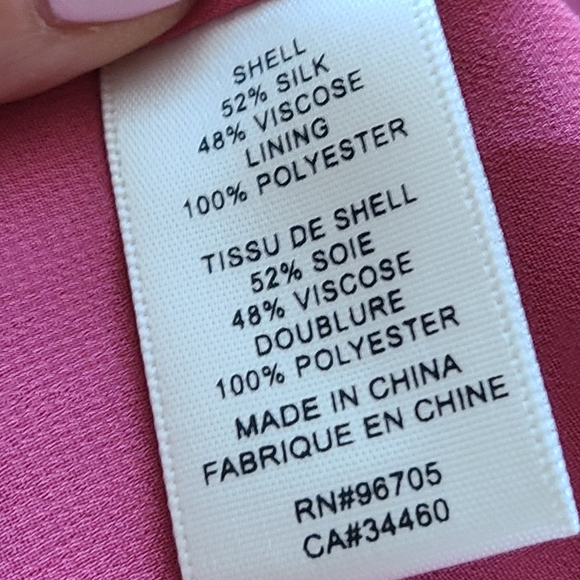 SHELL
52% SILK
48% VISCOSE
LINING
100% POLYESTER
TISSU DE SHELL
52% SOIE
48% VISCOSE
DOUBLURE
100% POLYESTER
MADE IN CHINA
FABRIQUE EN CHINE
RN#96705
CA#34460